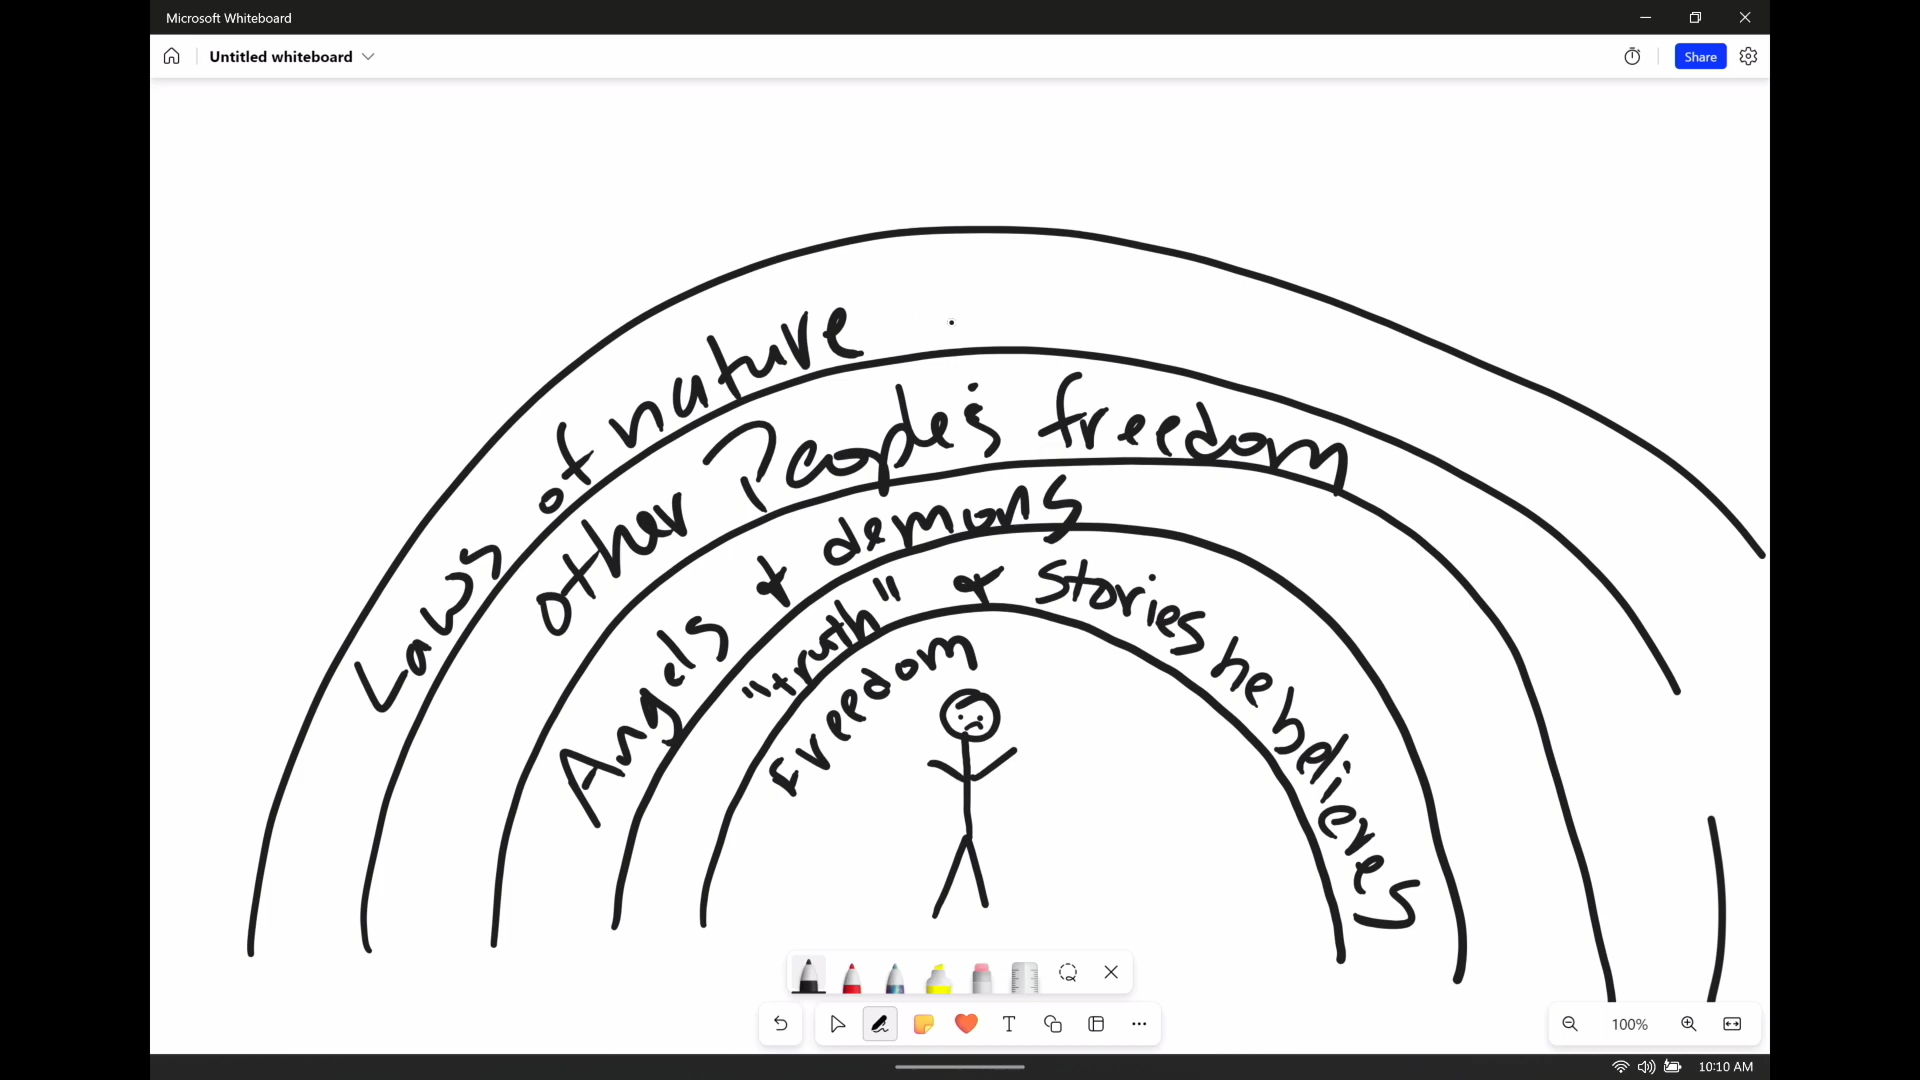 Microsoft Whiteboard
Untitled whiteboard
Share
Laws of nature
other People's freedom
Angels & demons
"truth" & Stories he believes
Freedom
T
100%
10:10 AM